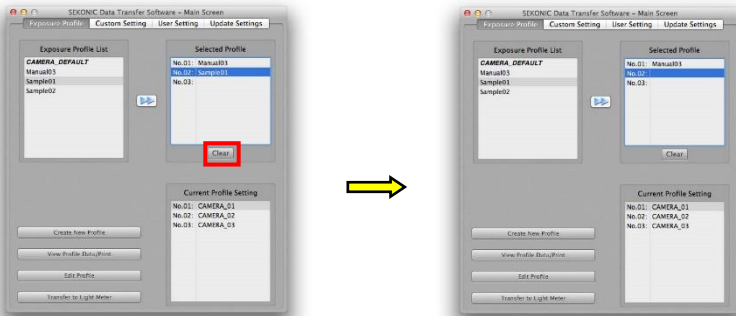 SEKONIC Data Transfer Software - Main Screen
Exposure Profile Custom Setting User Setting Update Settings
Exposure Profile List
CAMERA_DEFAULT
Manual03
Sample01
Sample02
Selected Profile
No.01: Manual03
No.02: Sample01
No.03:
Clear
Current Profile Setting
No.01: CAMERA_01
No.02: CAMERA_02
No.03: CAMERA_03
Create New Profile
View Profile Data/Print
Edit Profile
Transfer to Light Meter
SEKONIC Data Transfer Software - Main Screen
Exposure Profile Custom Setting User Setting Update Settings
Exposure Profile List
CAMERA_DEFAULT
Manual03
Sample01
Sample02
Selected Profile
No.01: Manual03
No.02:
No.03:
Clear
Current Profile Setting
No.01: CAMERA_01
No.02: CAMERA_02
No.03: CAMERA_03
Create New Profile
View Profile Data/Print
Edit Profile
Transfer to Light Meter